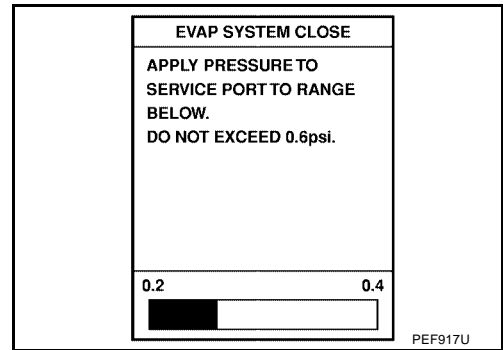 EVAP SYSTEM CLOSE
APPLY PRESSURE TO
SERVICE PORT TO RANGE
BELOW.
DO NOT EXCEED 0.6psi.
0.2 0.4
PEF917U